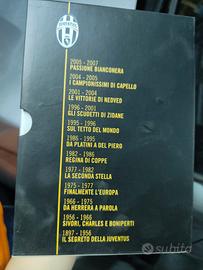 JUVENTUS
2005 - 2007
PASSIONE BIANCONERA
2004 - 2005
I CAMPIONISSIMI DI CAPELLO
2001 - 2004
LE VITTORIE DI NEDVED
1996 - 2001
GLI SCUDETTI DI ZIDANE
1995 - 1996
SUL TETTO DEL MONDO
1986 - 1995
DA PLATINI A DEL PIERO
1982 - 1986
REGINA DI COPPE
1977 - 1982
LA SECONDA STELLA
1975 - 1977
FINALMENTE L'EUROPA
1966 - 1975
DA HERRERA A PAROLA
1956 - 1966
SIVORI, CHARLES E BONIPERTI
1897 - 1956
IL SEGRETO DELLA JUVENTUS
subito